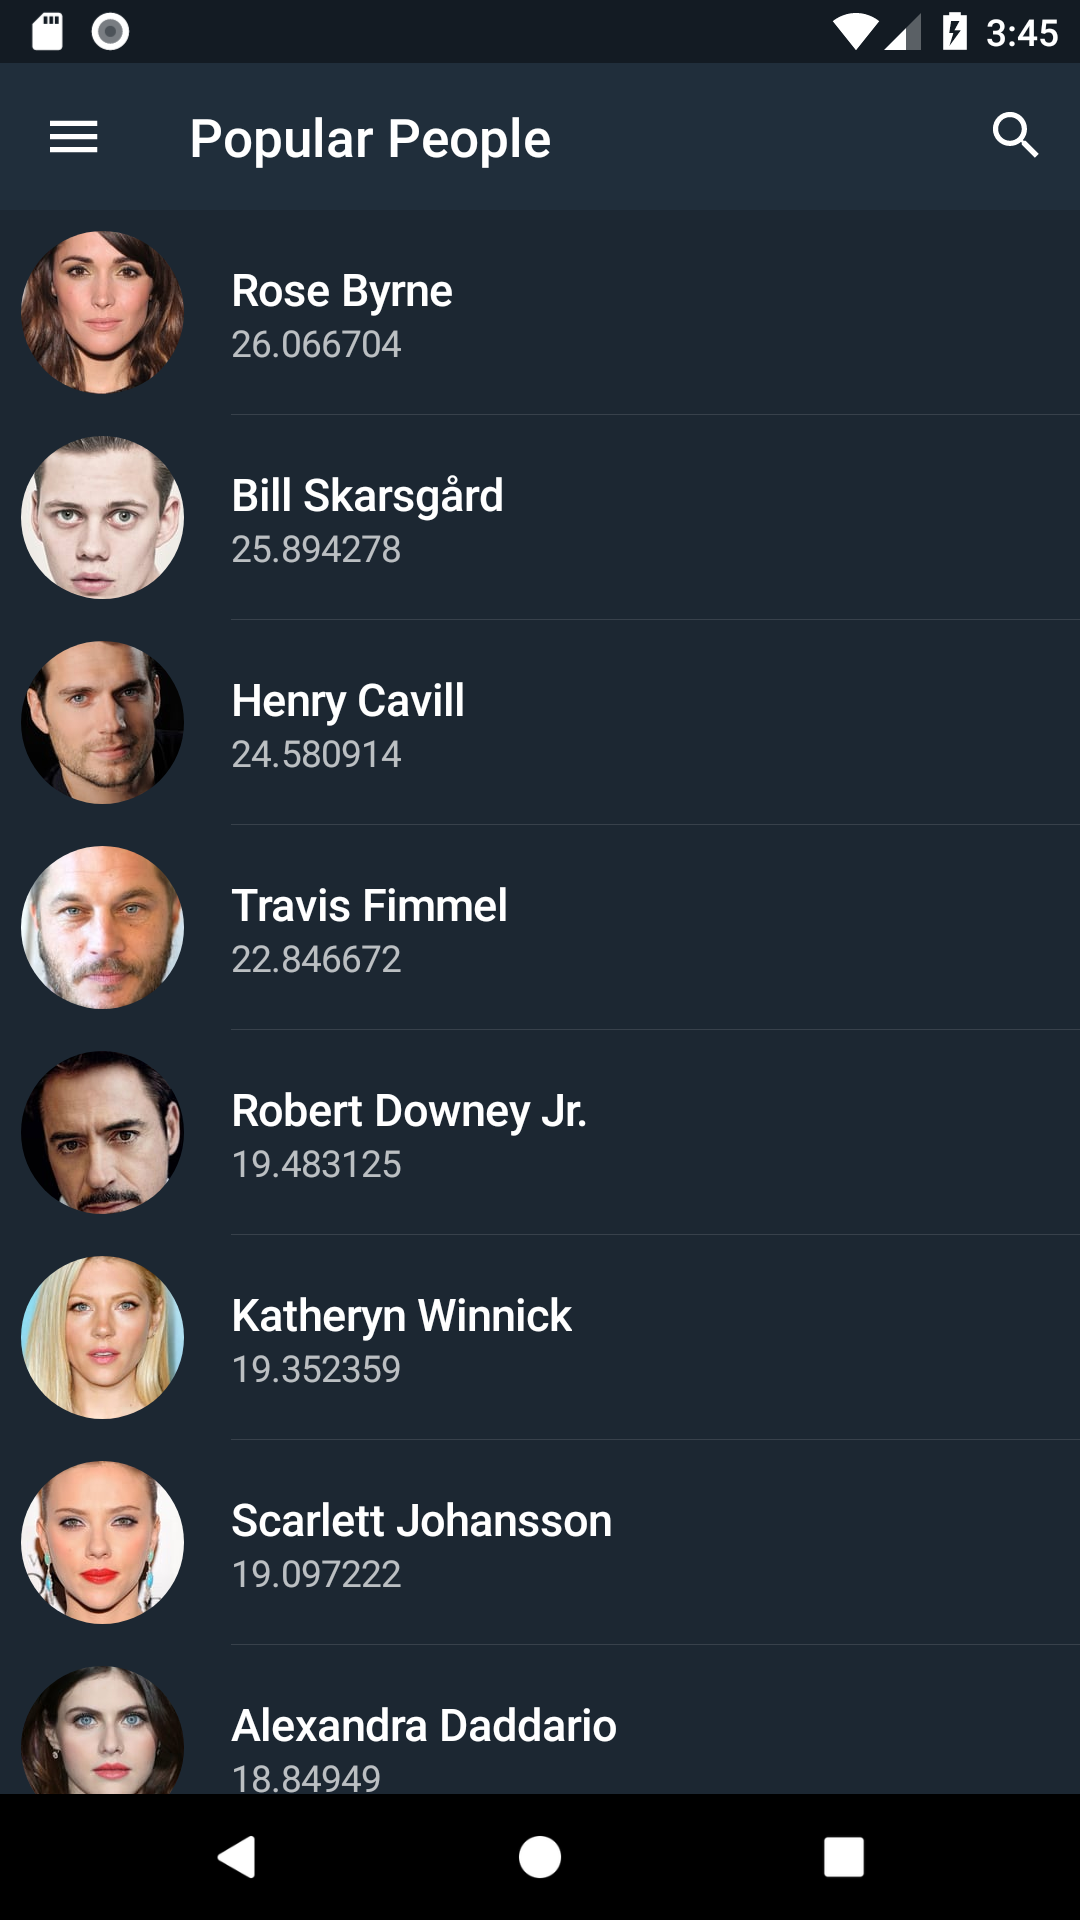 3:45
Popular People
Rose Byrne
26.066704
Bill Skarsgård
25.894278
Henry Cavill
24.580914
Travis Fimmel
22.846672
Robert Downey Jr.
19.483125
Katheryn Winnick
19.352359
Scarlett Johansson
19.097222
Alexandra Daddario
18.84949